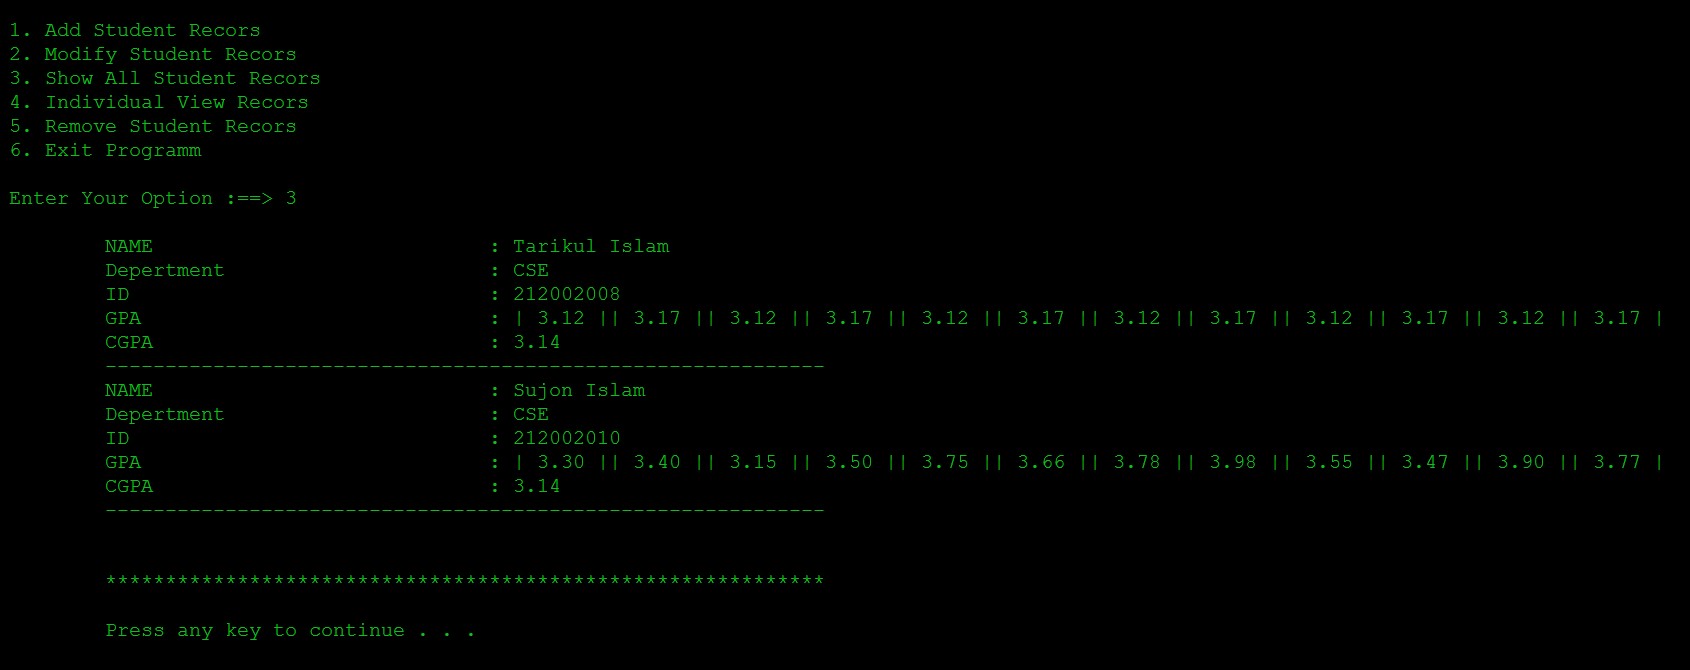 1. Add Student Recors
2. Modify Student Recors
3. Show All Student Recors
4. Individual View Recors
5. Remove Student Recors
6. Exit Programm
Enter Your Option :==> 3
NAME : Tarikul Islam
Depertment : CSE
ID : 212002008
GPA : | 3.12 || 3.17 || 3.12 || 3.17 || 3.12 || 3.17 || 3.12 || 3.17 || 3.12 || 3.17 || 3.12 || 3.17 |
CGPA : 3.14
------------------------------------------------------------
NAME : Sujon Islam
Depertment : CSE
ID : 212002010
GPA : | 3.30 || 3.40 || 3.15 || 3.50 || 3.75 || 3.66 || 3.78 || 3.98 || 3.55 || 3.47 || 3.90 || 3.77 |
CGPA : 3.14
------------------------------------------------------------
************************************************************
Press any key to continue . . .